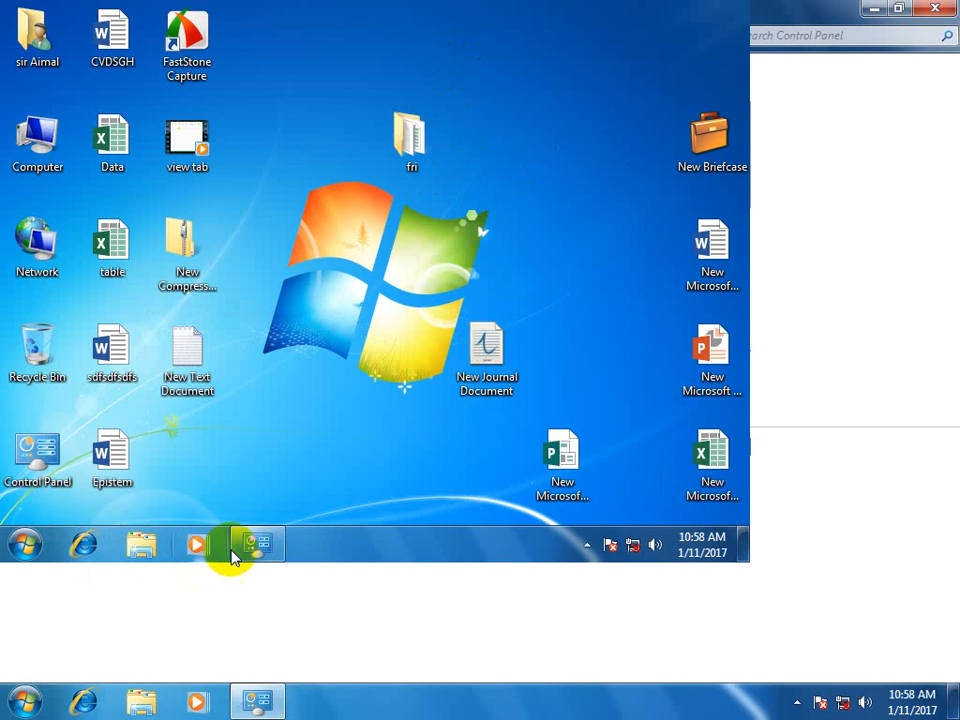 arch Control Panel
sir Aimal
CVDSGH
FastStone
Capture
Computer
Data
view tab
fri
New Briefcase
Network
table
New
Compress...
New
Microsof...
Recycle Bin
sdfsdfsdfs
New Text
Document
New Journal
Document
New
Microsoft ...
Control Panel
Epistem
New
Microsof...
New
Microsof...
10:58 AM
1/11/2017
10:58 AM
1/11/2017